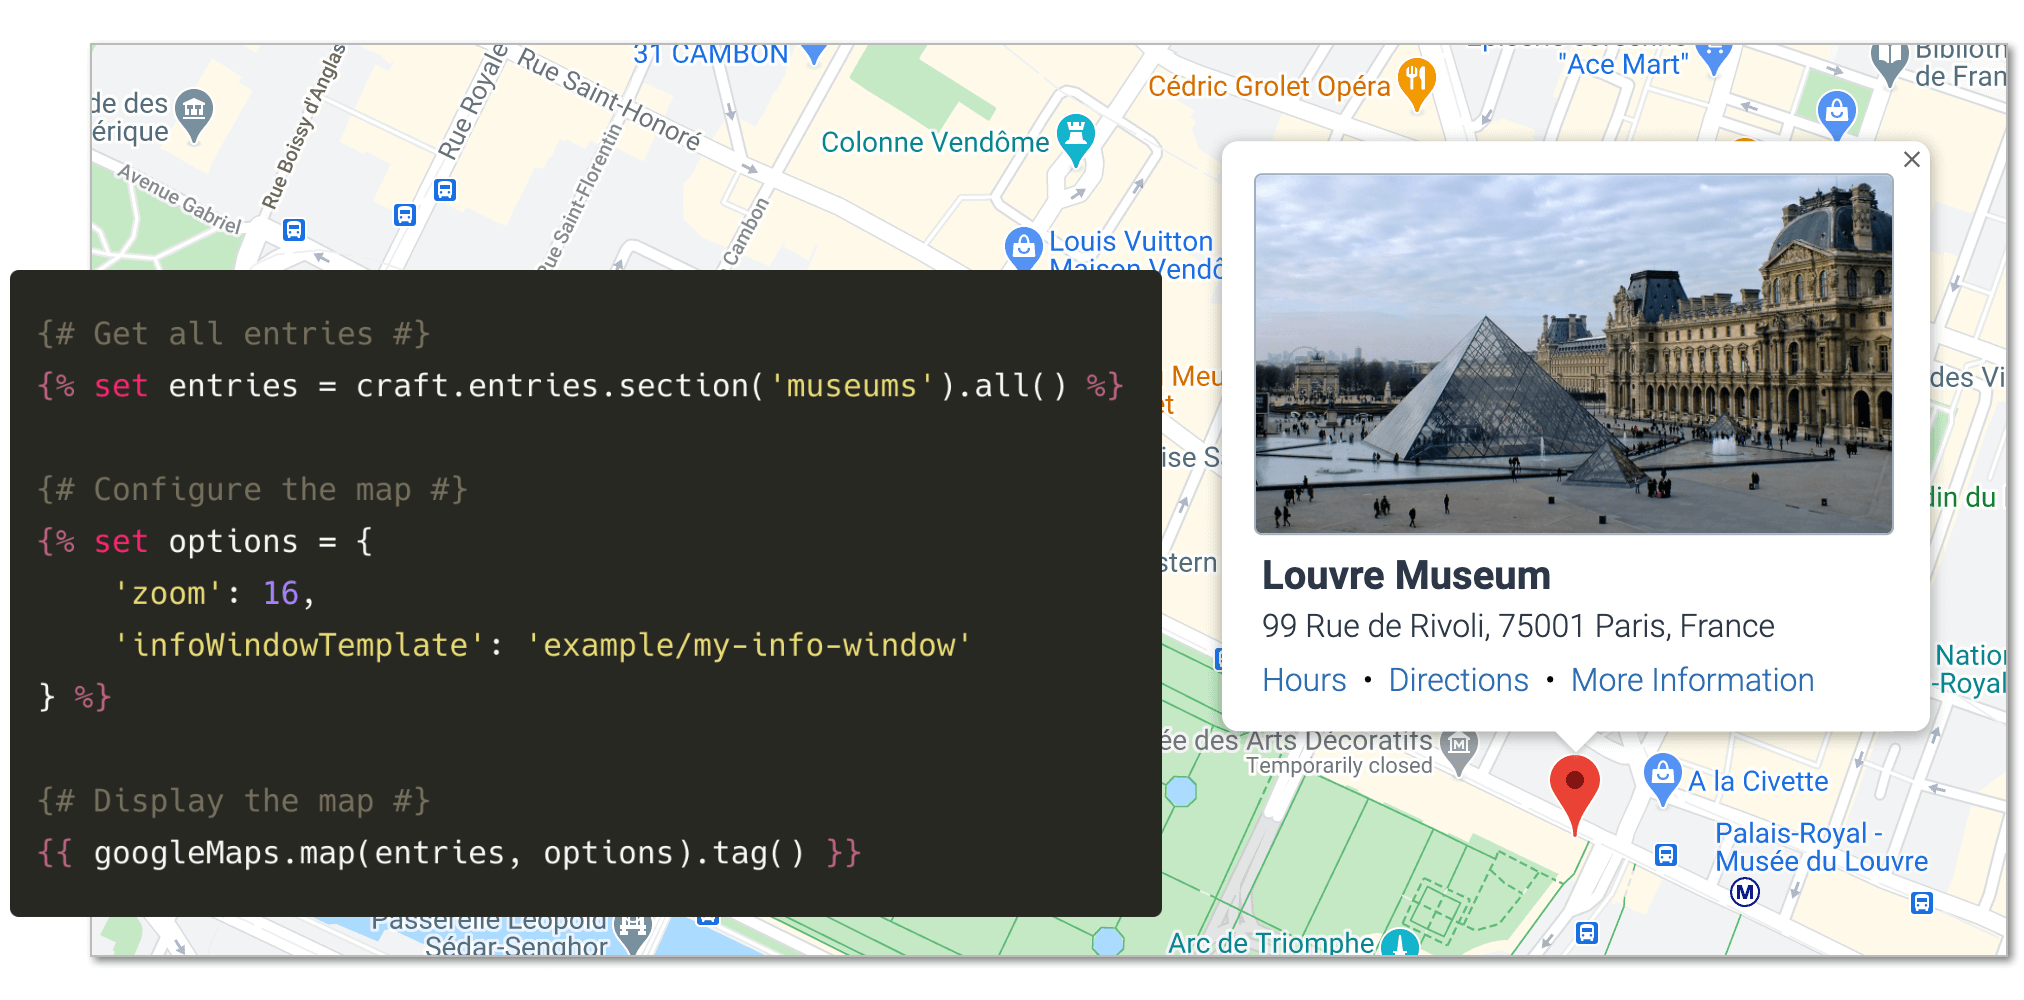 31 CAMBON
Rue Saint-Honoré
Rue Royale
Rue Boissy d'Anglas
de des
érique
Avenue Gabriel
Rue Saint-Florentin
Cambon
Colonne Vendôme
Cédric Grolet Opéra
"Ace Mart"
de Fran
Louis Vuitton
Maison Vendô
{# Get all entries #}
{% set entries = craft.entries.section('museums').all() %}
{# Configure the map #}
{% set options = {
'zoom': 16,
'infoWindowTemplate': 'example/my-info-window'
} %}
{# Display the map #}
{{ googleMaps.map(entries, options).tag() }}
Meu
et
ise S
stern
des Vi
din du
Louvre Museum
99 Rue de Rivoli, 75001 Paris, France
Hours • Directions • More Information
Nation
-Royal
ée des Arts Décoratifs
Temporarily closed
A la Civette
Palais-Royal -
Musée du Louvre
M
Passerelle Léopold
Sédar-Senghor
Arc de Triomphe